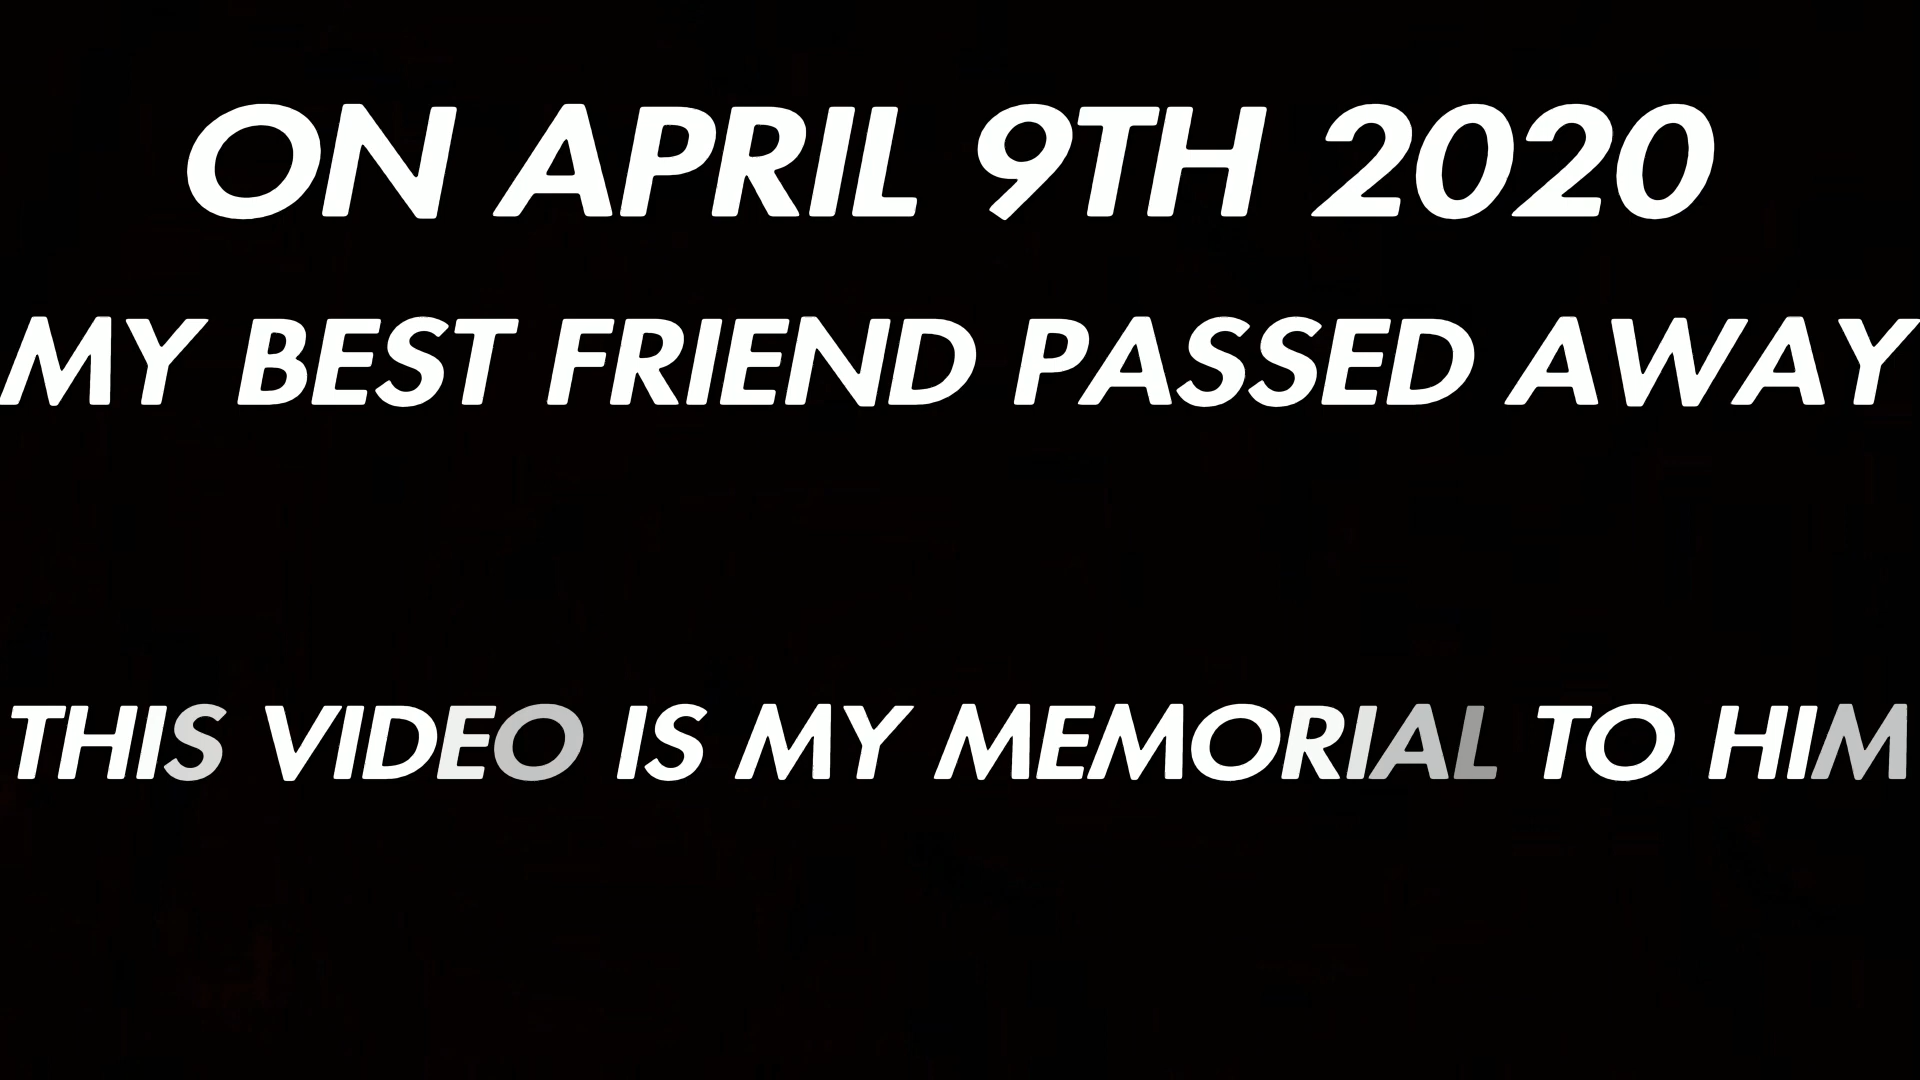 ON APRIL 9TH 2020
MY BEST FRIEND PASSED AWAY
THIS VIDEO IS MY MEMORIAL TO HIM